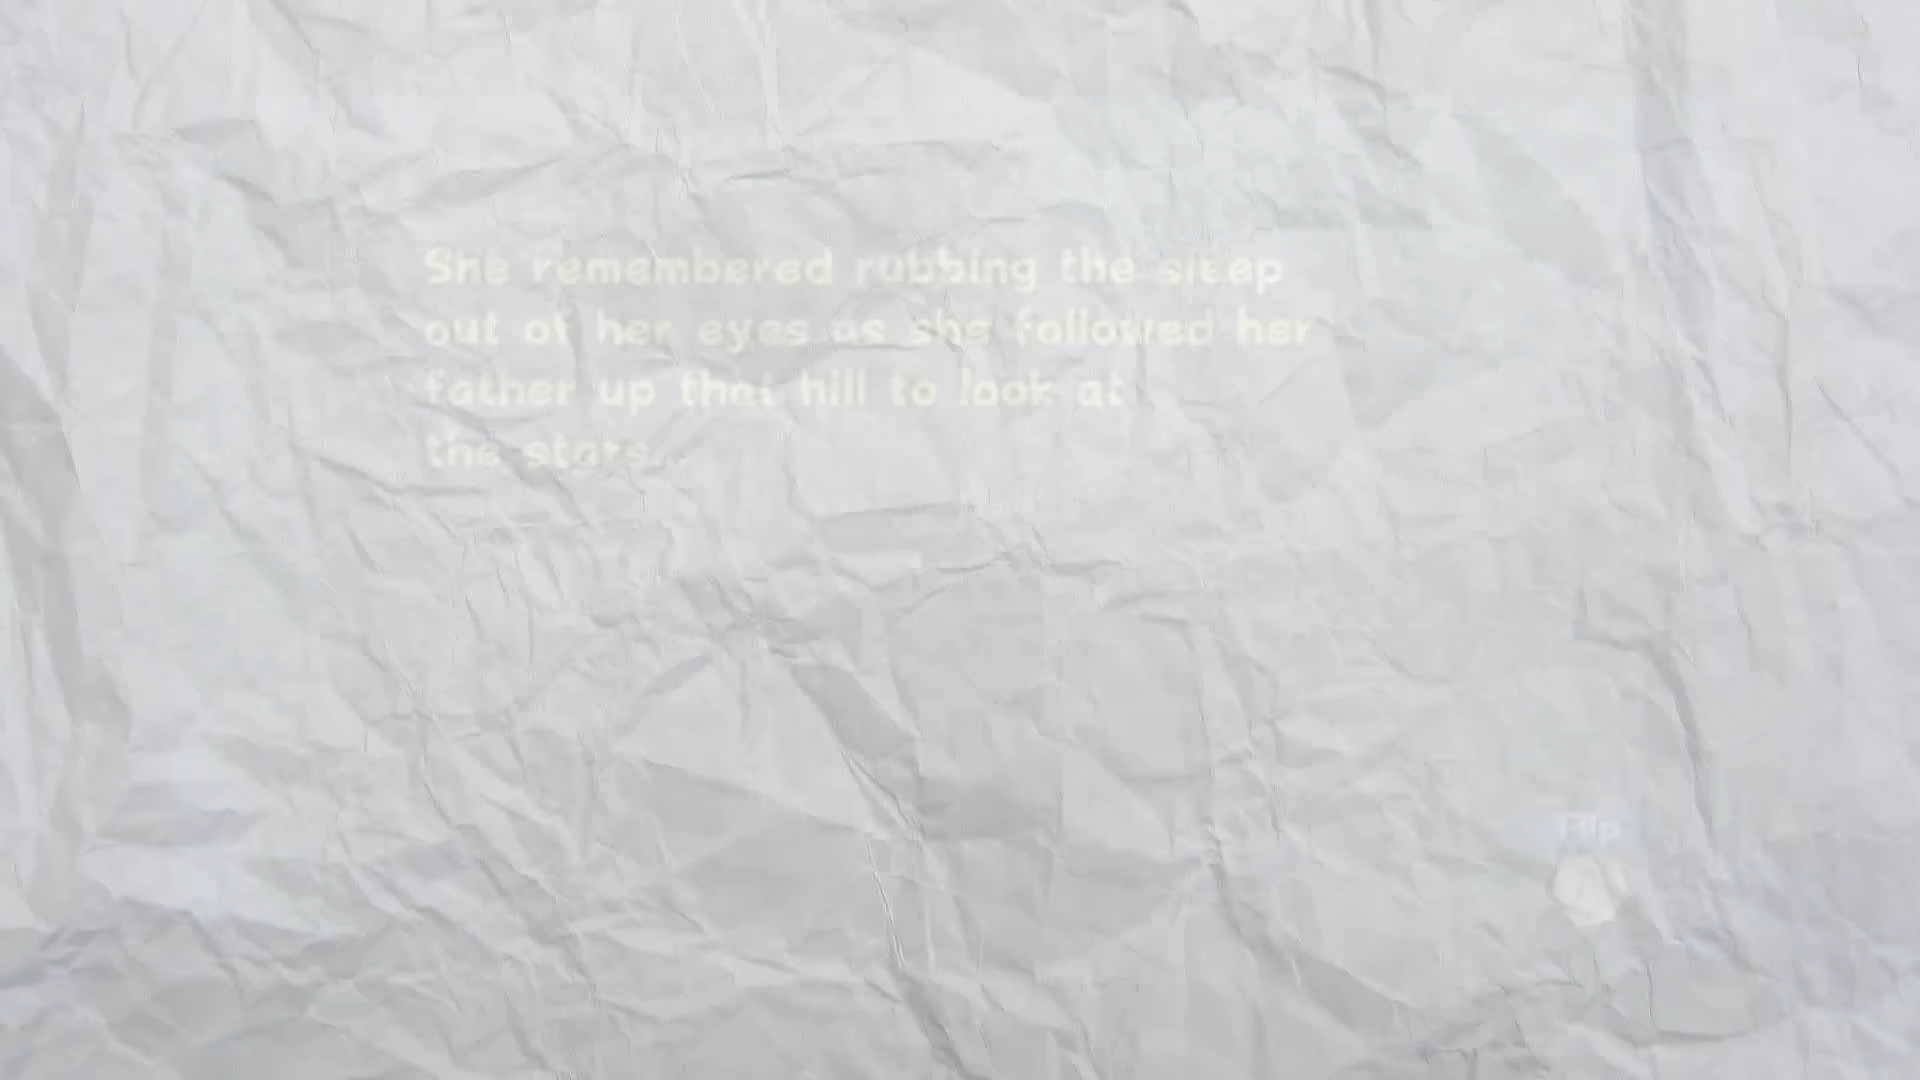 She remembered rubbing the sleep
out of her eyes as she followed her
father up that hill to look at
the stars...
Flip